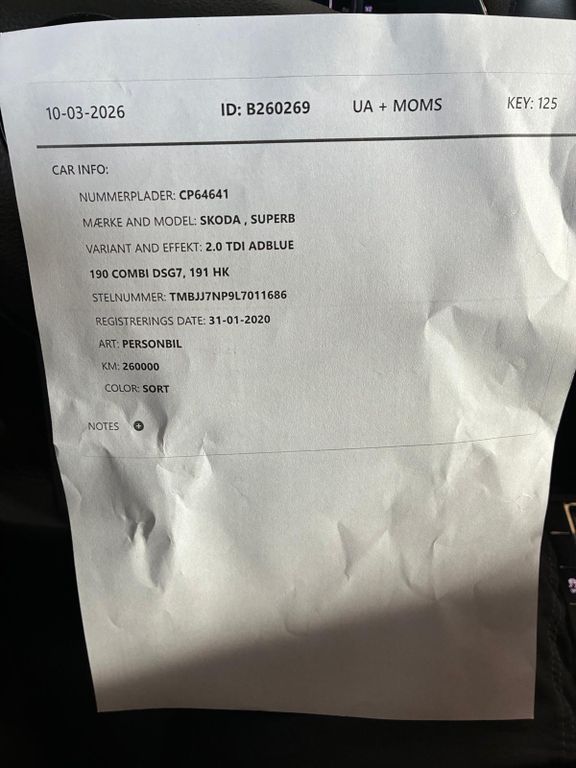 10-03-2026 ID: B260269 UA + MOMS KEY: 125
CAR INFO:
NUMMERPLADER: CP64641
MÆRKE AND MODEL: SKODA , SUPERB
VARIANT AND EFFEKT: 2.0 TDI ADBLUE
190 COMBI DSG7, 191 HK
STELNUMMER: TMBJJ7NP9L7011686
REGISTRERINGS DATE: 31-01-2020
ART: PERSONBIL
KM: 260000
COLOR: SORT
NOTES